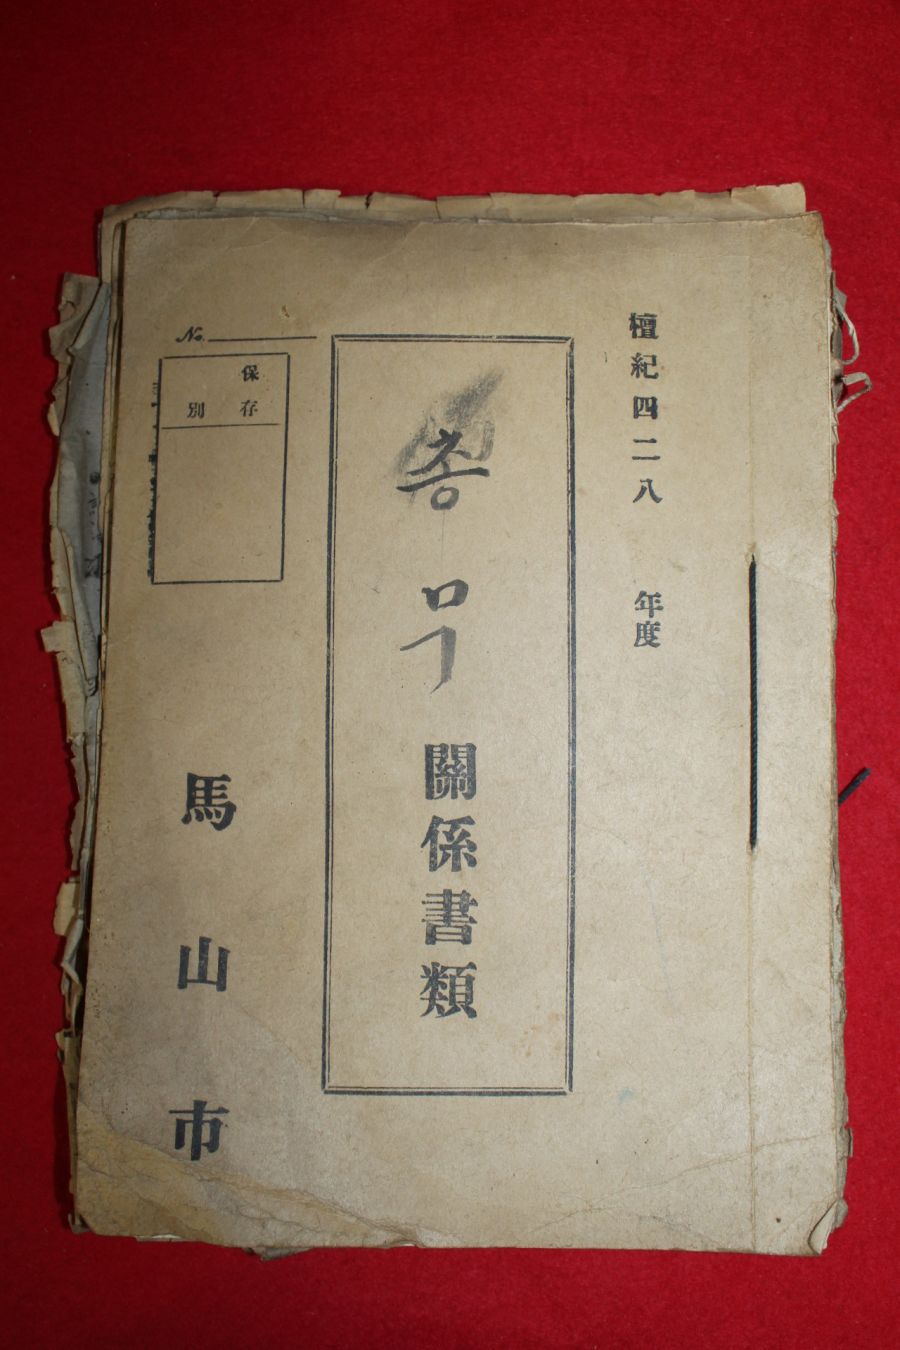 檀紀四二八 年度
총무 關係書類
№
保存
別
馬山市